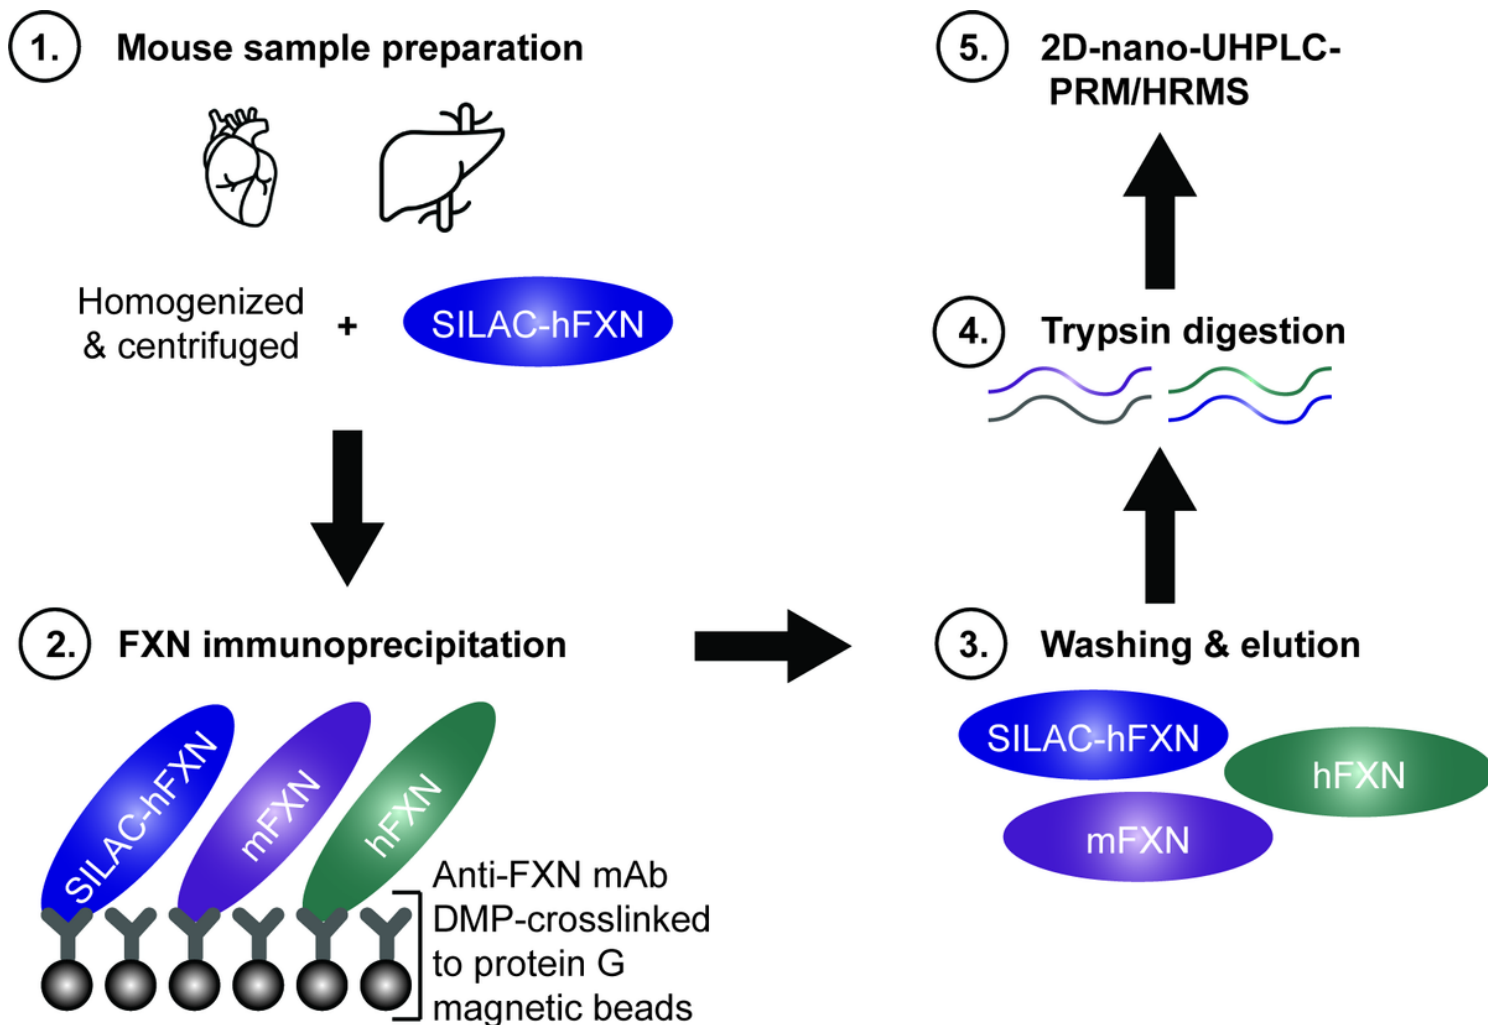 1. Mouse sample preparation
Homogenized
& centrifuged
+
SILAC-hFXN
2. FXN immunoprecipitation
SILAC-hFXN
mFXN
hFXN
Anti-FXN mAb
DMP-crosslinked
to protein G
magnetic beads
3. Washing & elution
SILAC-hFXN
hFXN
mFXN
4. Trypsin digestion
5. 2D-nano-UHPLC-
PRM/HRMS